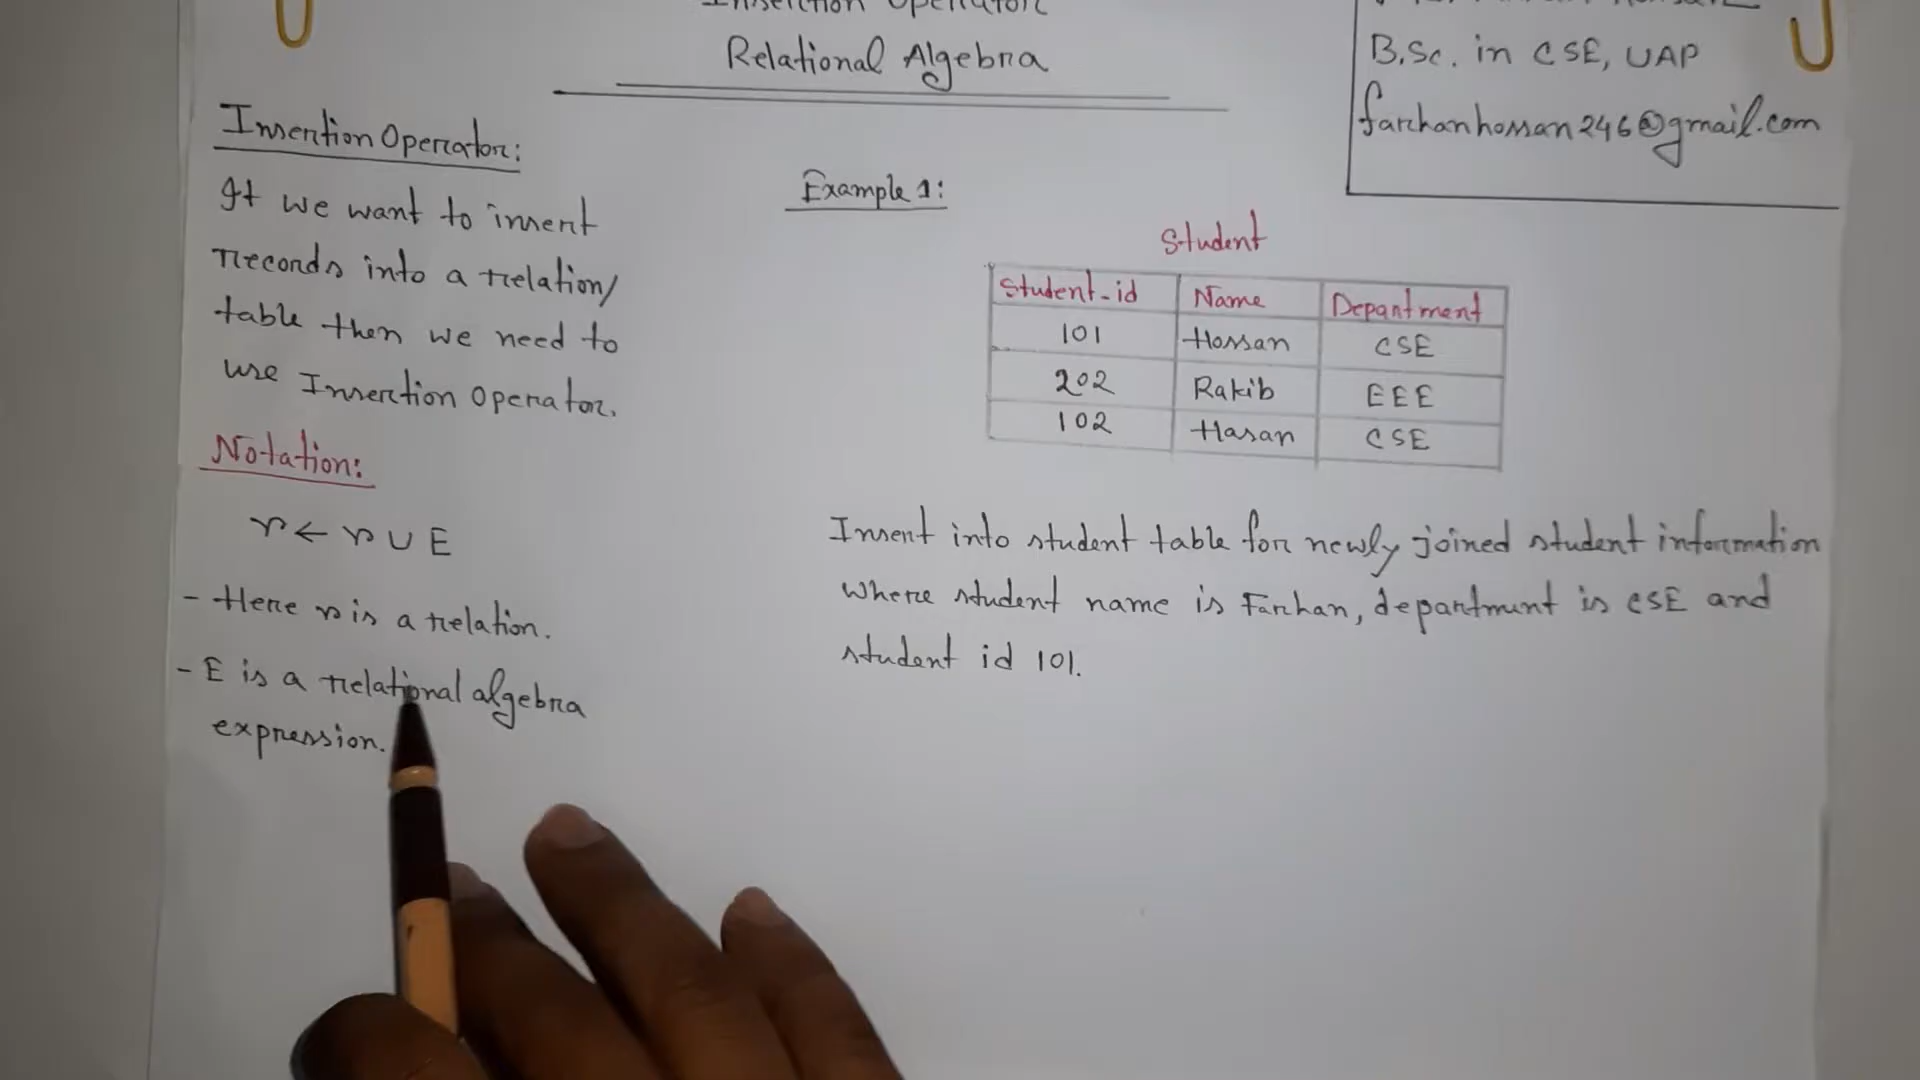 Insertion Operator
Relational Algebra
B.Sc. in CSE, UAP
farhanhossan246@gmail.com
Insertion Operator:
If we want to insert
records into a relation/
table then we need to
use Insertion Operator.
Notation:
r ← r ∪ E
- Here r is a relation.
- E is a relational algebra
expression.
Example 1:
Student
Student-id Name Department
101 Hossan CSE
202 Rakib EEE
102 Hasan CSE
Insert into student table for newly joined student information
where student name is Farhan, department is CSE and
student id 101.